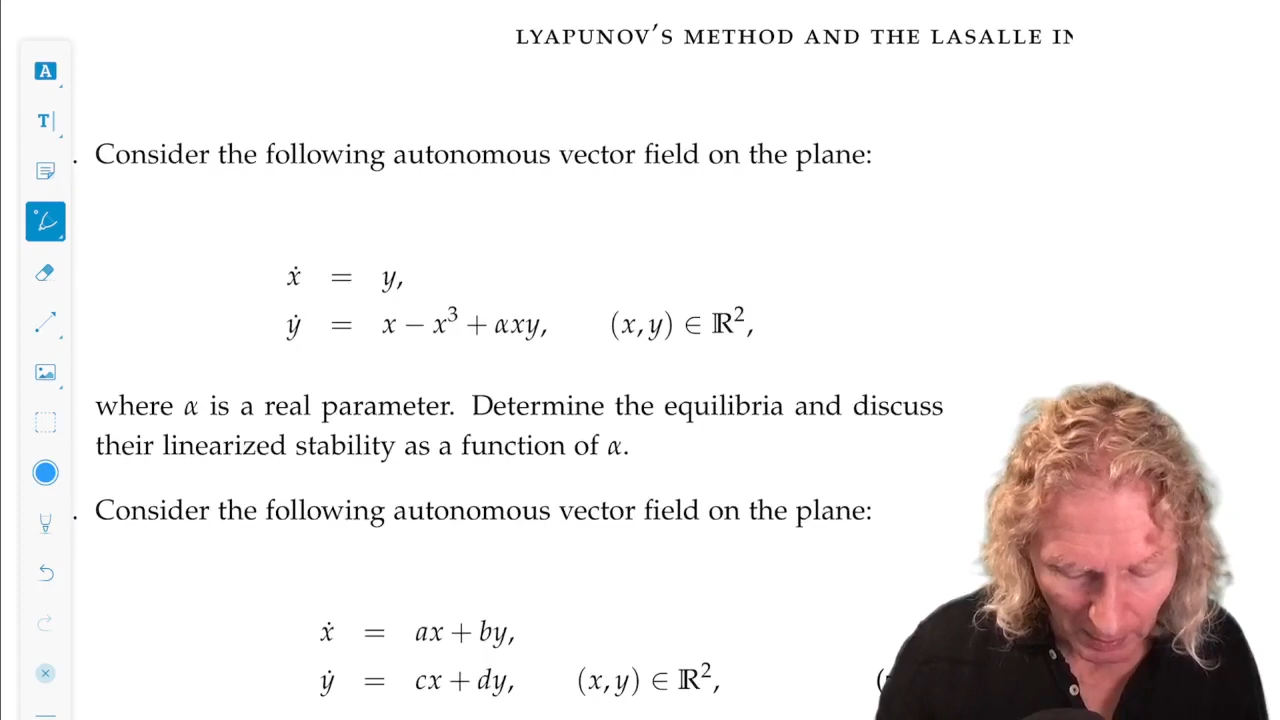 LYAPUNOV'S METHOD AND THE LASALLE IN
. Consider the following autonomous vector field on the plane:
ẋ = y,
ẏ = x − x³ + αxy, (x, y) ∈ ℝ²,
where α is a real parameter. Determine the equilibria and discuss
their linearized stability as a function of α.
. Consider the following autonomous vector field on the plane:
ẋ = ax + by,
ẏ = cx + dy, (x, y) ∈ ℝ², (
A
T